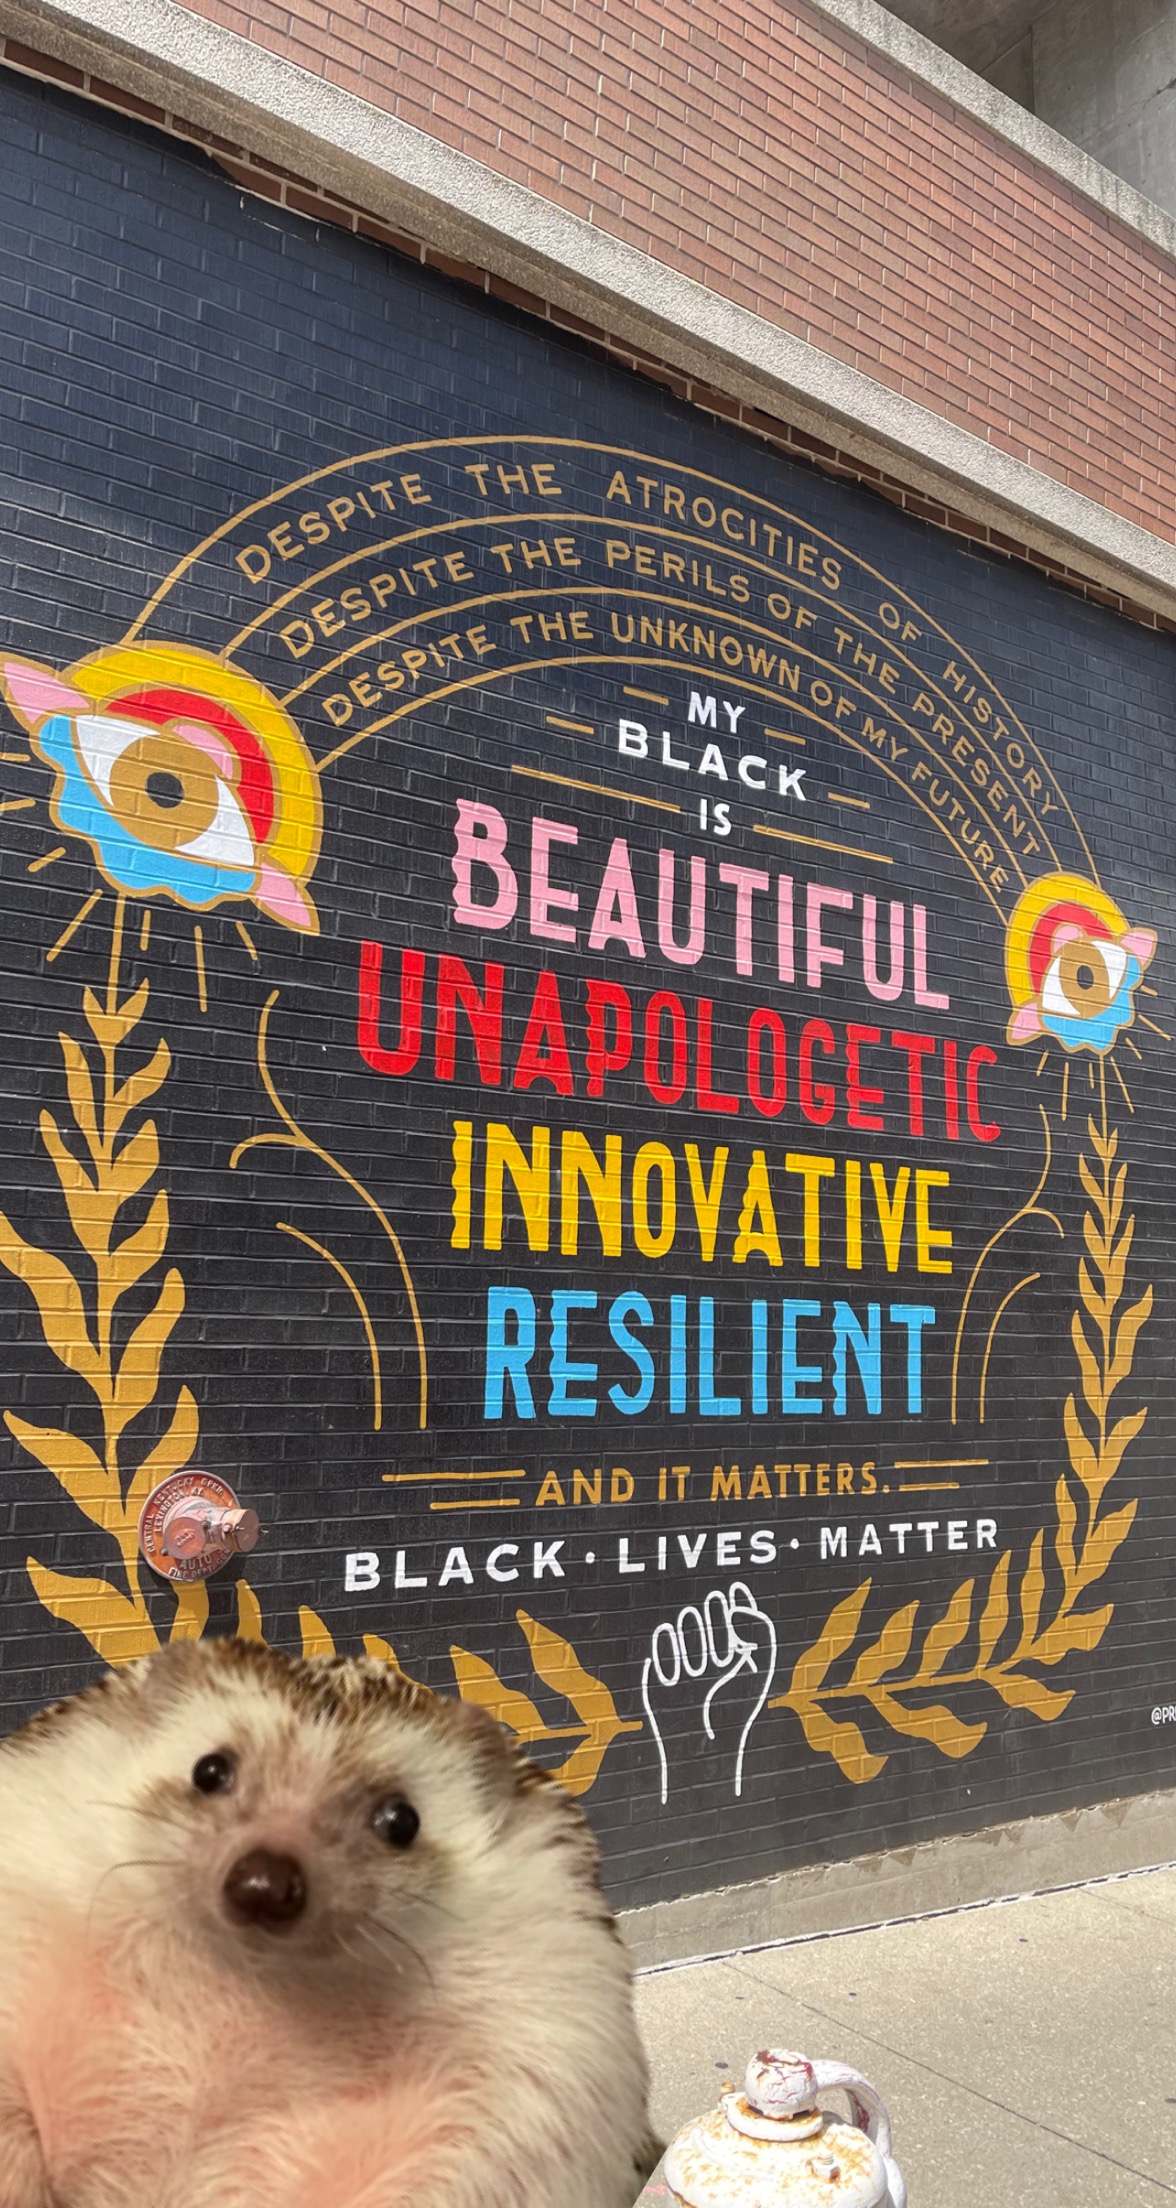 DESPITE THE ATROCITIES OF HISTORY
DESPITE THE PERILS OF THE PRESENT
DESPITE THE UNKNOWN OF MY FUTURE
MY
BLACK
IS
BEAUTIFUL
UNAPOLOGETIC
INNOVATIVE
RESILIENT
AND IT MATTERS.
BLACK · LIVES · MATTER
AUTO